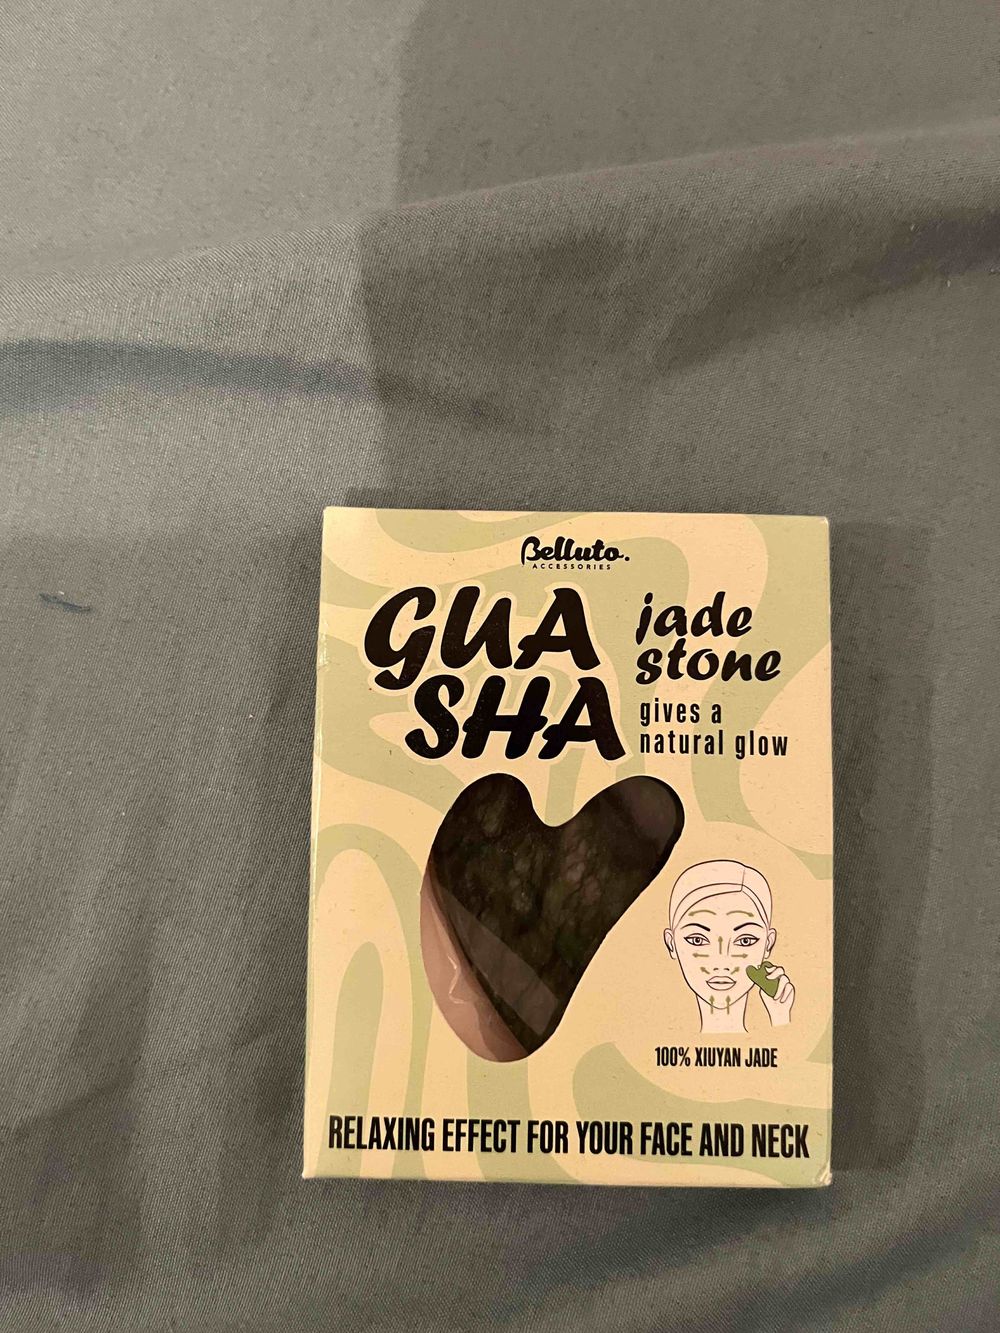 Belluto.
ACCESSORIES
GUA
SHA
jade
stone
gives a
natural glow
100% XIUYAN JADE
RELAXING EFFECT FOR YOUR FACE AND NECK